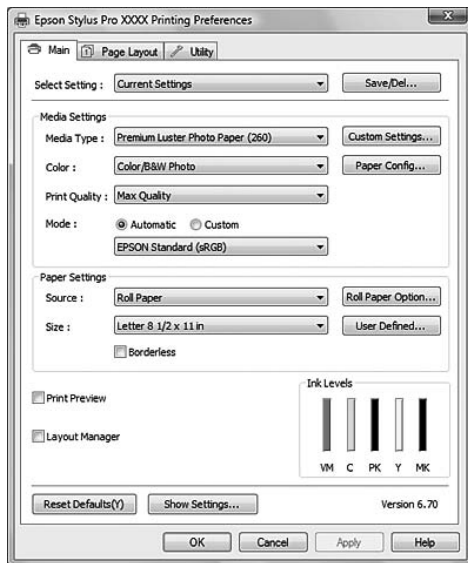 Epson Stylus Pro XXXX Printing Preferences
Main Page Layout Utility
Select Setting : Current Settings Save/Del...
Media Settings
Media Type : Premium Luster Photo Paper (260) Custom Settings...
Color : Color/B&W Photo Paper Config...
Print Quality : Max Quality
Mode : Automatic Custom
EPSON Standard (sRGB)
Paper Settings
Source : Roll Paper Roll Paper Option...
Size : Letter 8 1/2 x 11 in User Defined...
Borderless
Print Preview
Layout Manager
Ink Levels
VM C PK Y MK
Reset Defaults(Y) Show Settings... Version 6.70
OK Cancel Apply Help